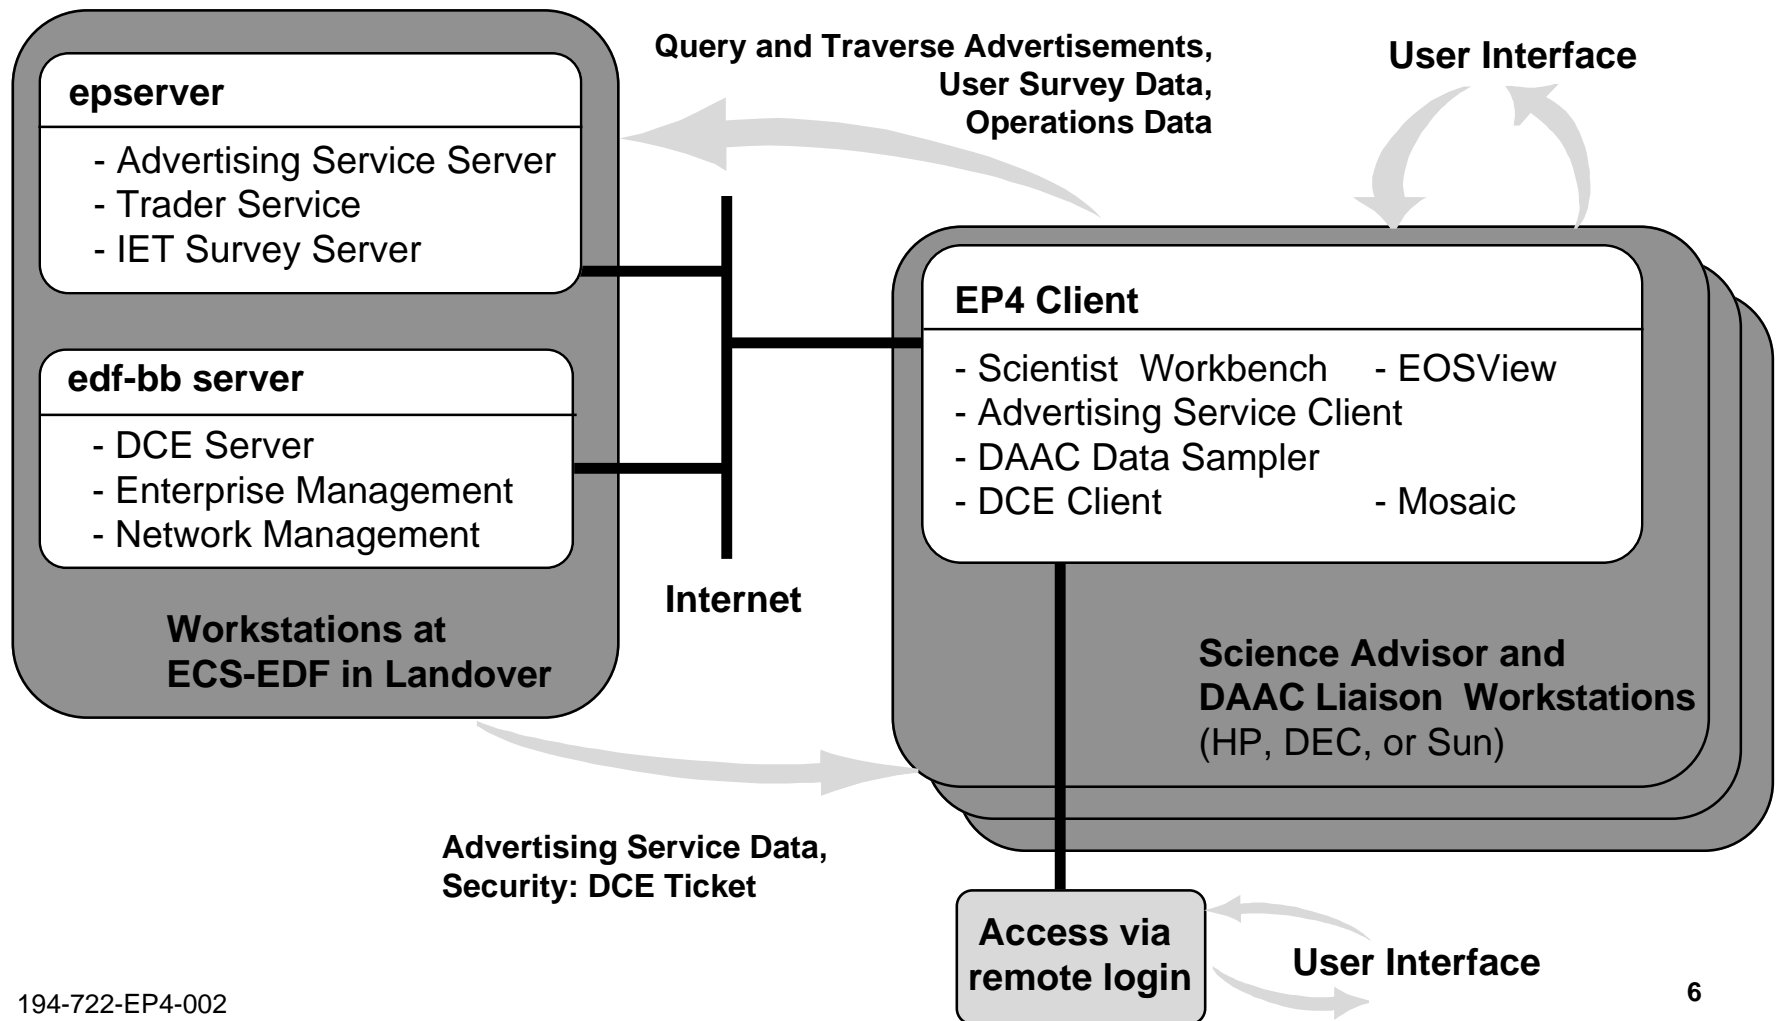 Query and Traverse Advertisements,
User Survey Data,
Operations Data
User Interface
epserver
- Advertising Service Server
- Trader Service
- IET Survey Server
edf-bb server
- DCE Server
- Enterprise Management
- Network Management
Workstations at
ECS-EDF in Landover
Internet
EP4 Client
- Scientist Workbench - EOSView
- Advertising Service Client
- DAAC Data Sampler
- DCE Client - Mosaic
Science Advisor and
DAAC Liaison Workstations
(HP, DEC, or Sun)
Advertising Service Data,
Security: DCE Ticket
Access via
remote login
User Interface
194-722-EP4-002
6